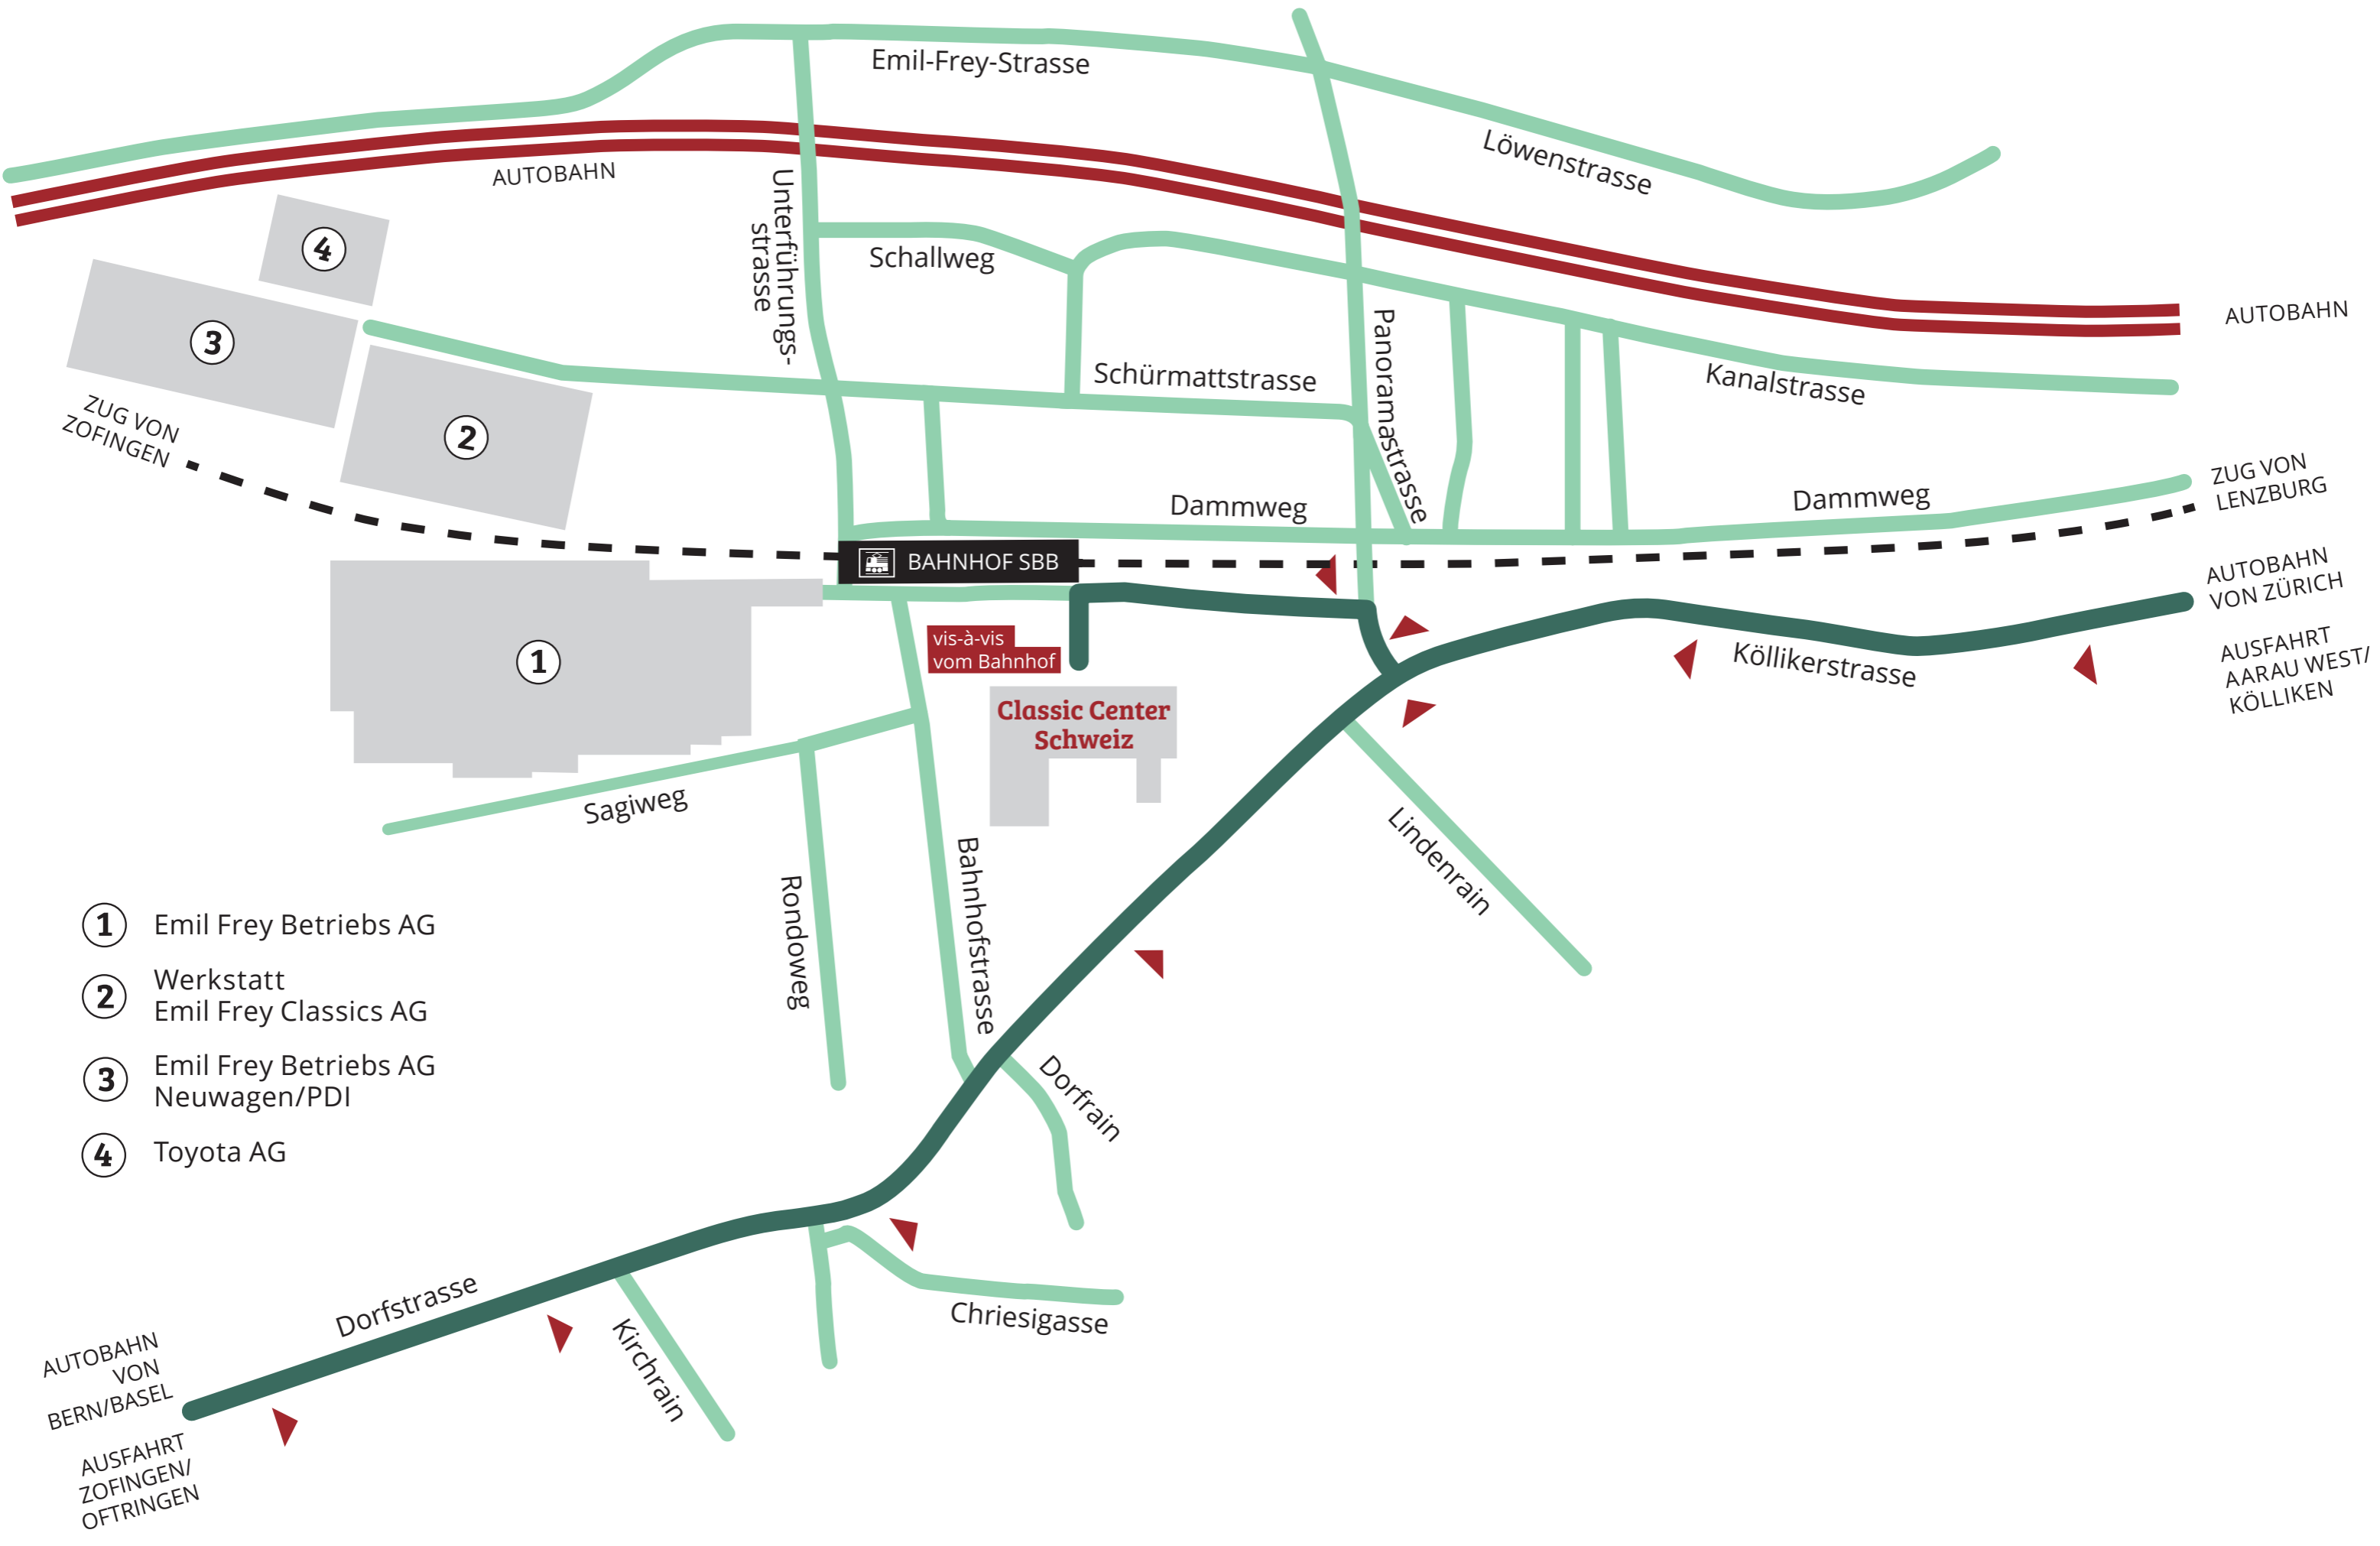 Emil-Frey-Strasse
Löwenstrasse
AUTOBAHN
Unterführungs-
strasse
4
Schallweg
AUTOBAHN
3
Panoramastrasse
Schürmattstrasse
Kanalstrasse
ZUG VON
ZOFINGEN
2
Dammweg
Dammweg
ZUG VON
LENZBURG
BAHNHOF SBB
AUTOBAHN
VON ZÜRICH
AUSFAHRT
AARAU WEST/
KÖLLIKEN
1
vis-à-vis
vom Bahnhof
Köllikerstrasse
Classic Center
Schweiz
Sagiweg
Lindenrain
Rondoweg
Bahnhofstrasse
1
Emil Frey Betriebs AG
2
Werkstatt
Emil Frey Classics AG
3
Emil Frey Betriebs AG
Neuwagen/PDI
4
Toyota AG
Dorfrain
Dorfstrasse
Chriesigasse
Kirchrain
AUTOBAHN
VON
BERN/BASEL
AUSFAHRT
ZOFINGEN/
OFTRINGEN